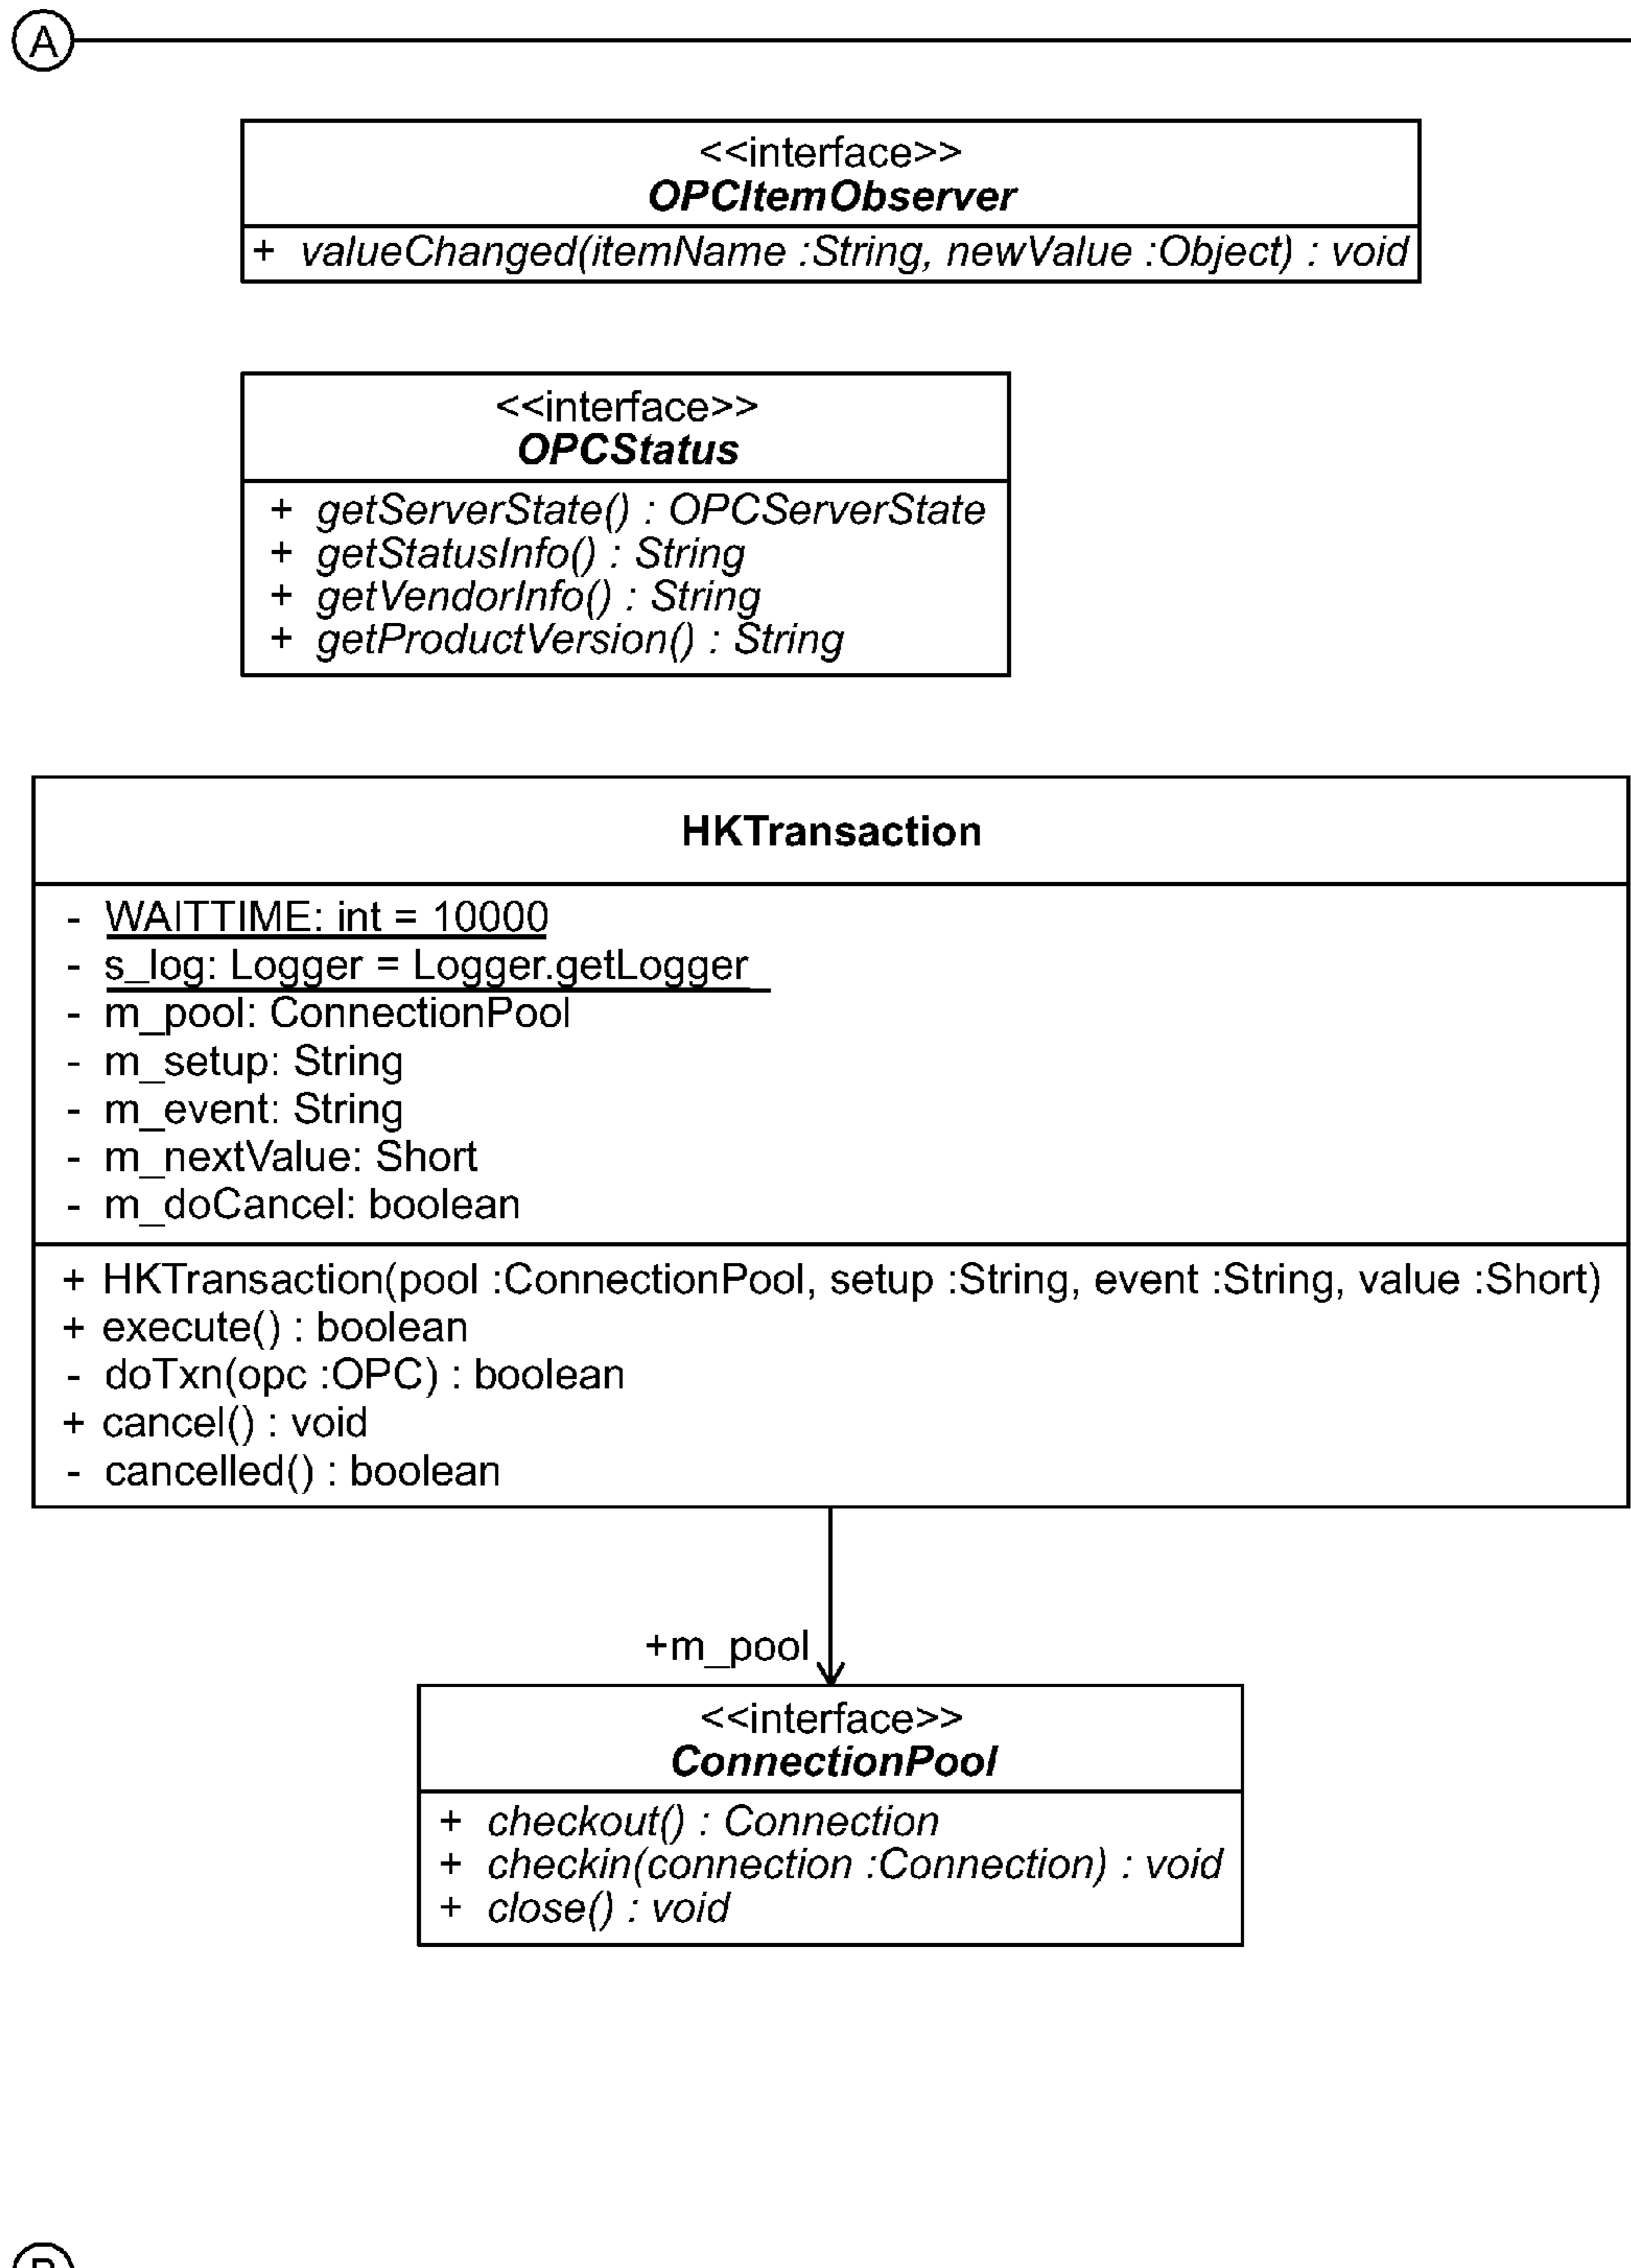 A
<<interface>>
OPCItemObserver
+ valueChanged(itemName :String, newValue :Object) : void
<<interface>>
OPCStatus
+ getServerState() : OPCServerState
+ getStatusInfo() : String
+ getVendorInfo() : String
+ getProductVersion() : String
HKTransaction
- WAITTIME: int = 10000
- s_log: Logger = Logger.getLogger
- m_pool: ConnectionPool
- m_setup: String
- m_event: String
- m_nextValue: Short
- m_doCancel: boolean
+ HKTransaction(pool :ConnectionPool, setup :String, event :String, value :Short)
+ execute() : boolean
- doTxn(opc :OPC) : boolean
+ cancel() : void
- cancelled() : boolean
+m_pool
<<interface>>
ConnectionPool
+ checkout() : Connection
+ checkin(connection :Connection) : void
+ close() : void